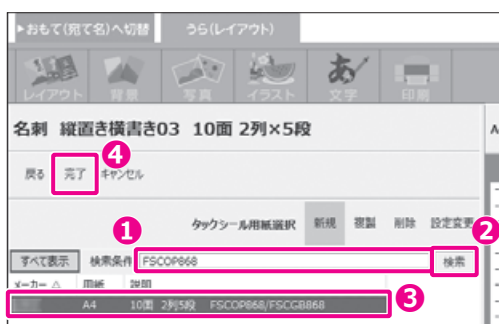 ▶おもて(宛て名)へ切替 うら(レイアウト)
レイアウト 背景 写真 イラスト 文字 印刷
名刺 縦置き横書き03 10面 2列×5段
❹
戻る 完了 キャンセル
タックシール用紙選択 新規 複製 削除 設定変更
❶ ❷
すべて表示 検索条件 FSCOP868 検索
メーカー △ 用紙 説明
A4 10面 2列5段 FSCOP868/FSCGB868 ❸